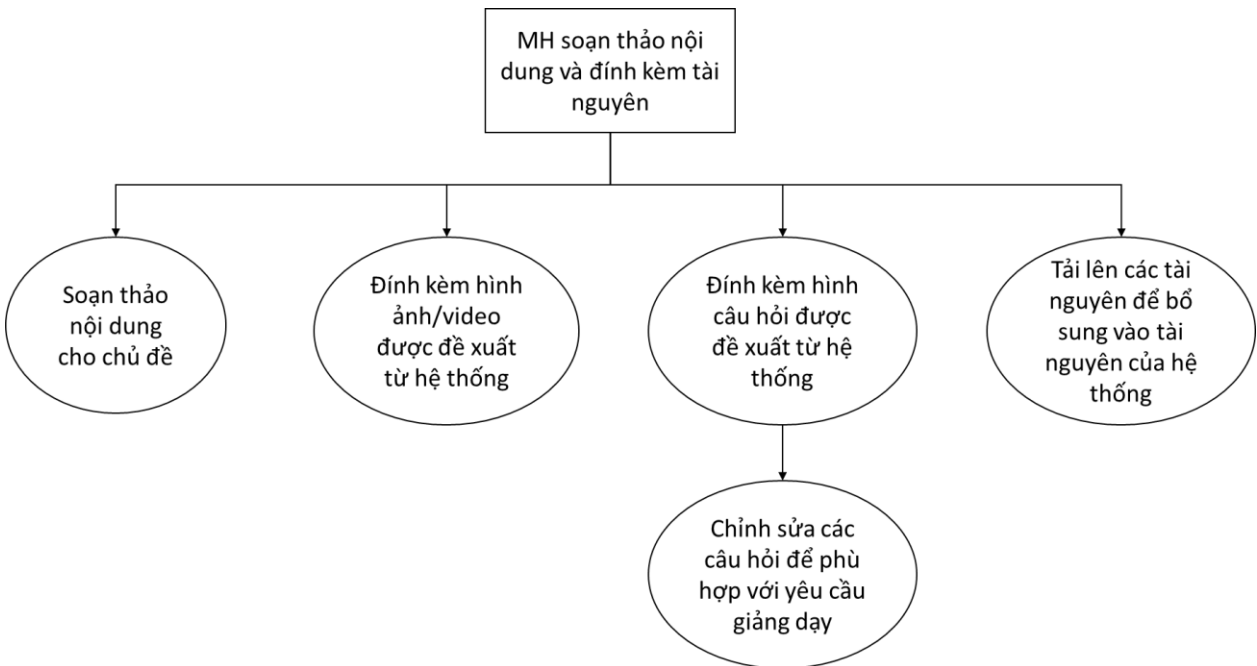 MH soạn thảo nội
dung và đính kèm tài
nguyên
Soạn thảo
nội dung
cho chủ đề
Đính kèm hình
ảnh/video
được đề xuất
từ hệ thống
Đính kèm hình
câu hỏi được
đề xuất từ hệ
thống
Tải lên các tài
nguyên để bổ
sung vào tài
nguyên của hệ
thống
Chỉnh sửa các
câu hỏi để phù
hợp với yêu cầu
giảng dạy